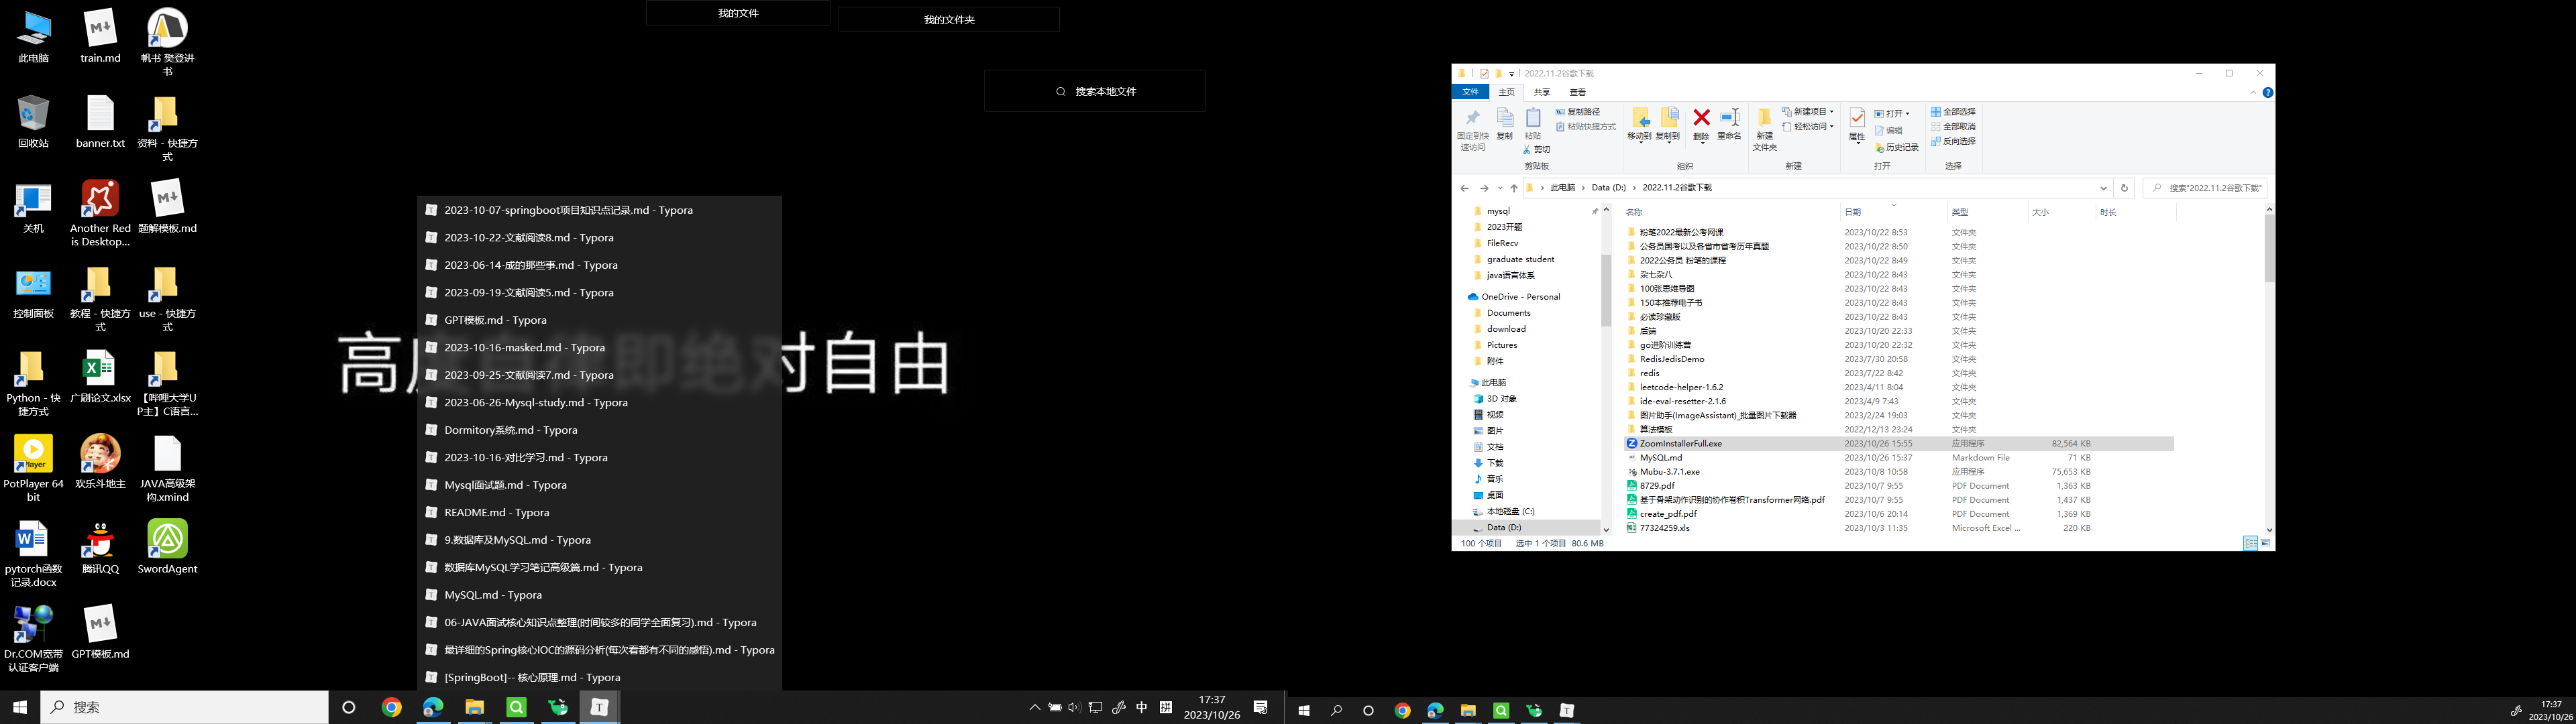 此电脑
train.md
帆书 樊登讲
书
回收站
banner.txt
资料 - 快捷方
式
关机
Another Red
is Desktop...
题解模板.md
控制面板
教程 - 快捷方
式
use - 快捷方
式
Python - 快
捷方式
广刷论文.xlsx
【哔哩大学U
P主】C语言...
PotPlayer 64
bit
欢乐斗地主
JAVA高级架
构.xmind
pytorch函数
记录.docx
腾讯QQ
SwordAgent
Dr.COM宽带
认证客户端
GPT模板.md
我的文件
我的文件夹
搜索本地文件
2023-10-07-springboot项目知识点记录.md - Typora
2023-10-22-文献阅读8.md - Typora
2023-06-14-成的那些事.md - Typora
2023-09-19-文献阅读5.md - Typora
GPT模板.md - Typora
2023-10-16-masked.md - Typora
2023-09-25-文献阅读7.md - Typora
2023-06-26-Mysql-study.md - Typora
Dormitory系统.md - Typora
2023-10-16-对比学习.md - Typora
Mysql面试题.md - Typora
README.md - Typora
9.数据库及MySQL.md - Typora
数据库MySQL学习笔记高级篇.md - Typora
MySQL.md - Typora
06-JAVA面试核心知识点整理(时间较多的同学全面复习).md - Typora
最详细的Spring核心IOC的源码分析(每次看都有不同的感悟).md - Typora
[SpringBoot]-- 核心原理.md - Typora
高 即绝对自由
搜索
中
拼
17:37
2023/10/26
2022.11.2谷歌下载
文件 主页 共享 查看
固定到快
速访问
复制
粘贴
复制路径
粘贴快捷方式
剪切
剪贴板
移动到 复制到 删除 重命名
组织
新建
文件夹
新建项目
轻松访问
新建
属性
打开
编辑
历史记录
打开
全部选择
全部取消
反向选择
选择
此电脑 › Data (D:) › 2022.11.2谷歌下载
搜索"2022.11.2谷歌下载"
mysql
2023开题
FileRecv
graduate student
java语言体系
OneDrive - Personal
Documents
download
Pictures
附件
此电脑
3D 对象
视频
图片
文档
下载
音乐
桌面
本地磁盘 (C:)
Data (D:)
名称 日期 类型 大小 时长
粉笔2022最新公考网课 2023/10/22 8:53 文件夹
公务员国考以及各省市省考历年真题 2023/10/22 8:50 文件夹
2022公务员 粉笔的课程 2023/10/22 8:49 文件夹
杂七杂八 2023/10/22 8:43 文件夹
100张思维导图 2023/10/22 8:43 文件夹
150本推荐电子书 2023/10/22 8:43 文件夹
必读珍藏版 2023/10/22 8:43 文件夹
后端 2023/10/20 22:33 文件夹
go进阶训练营 2023/10/20 22:32 文件夹
RedisJedisDemo 2023/7/30 20:58 文件夹
redis 2023/7/22 8:42 文件夹
leetcode-helper-1.6.2 2023/4/11 8:04 文件夹
ide-eval-resetter-2.1.6 2023/4/9 7:43 文件夹
图片助手(ImageAssistant)_批量图片下载器 2023/2/24 19:03 文件夹
算法模板 2022/12/13 23:24 文件夹
ZoomInstallerFull.exe 2023/10/26 15:55 应用程序 82,564 KB
MySQL.md 2023/10/26 15:37 Markdown File 71 KB
Mubu-3.7.1.exe 2023/10/8 10:58 应用程序 75,653 KB
8729.pdf 2023/10/7 9:55 PDF Document 1,363 KB
基于骨架动作识别的协作卷积Transformer网络.pdf 2023/10/7 9:55 PDF Document 1,437 KB
create_pdf.pdf 2023/10/6 20:14 PDF Document 1,369 KB
77324259.xls 2023/10/3 11:35 Microsoft Excel ... 220 KB
100 个项目 选中 1 个项目 80.6 MB
17:37
2023/10/26